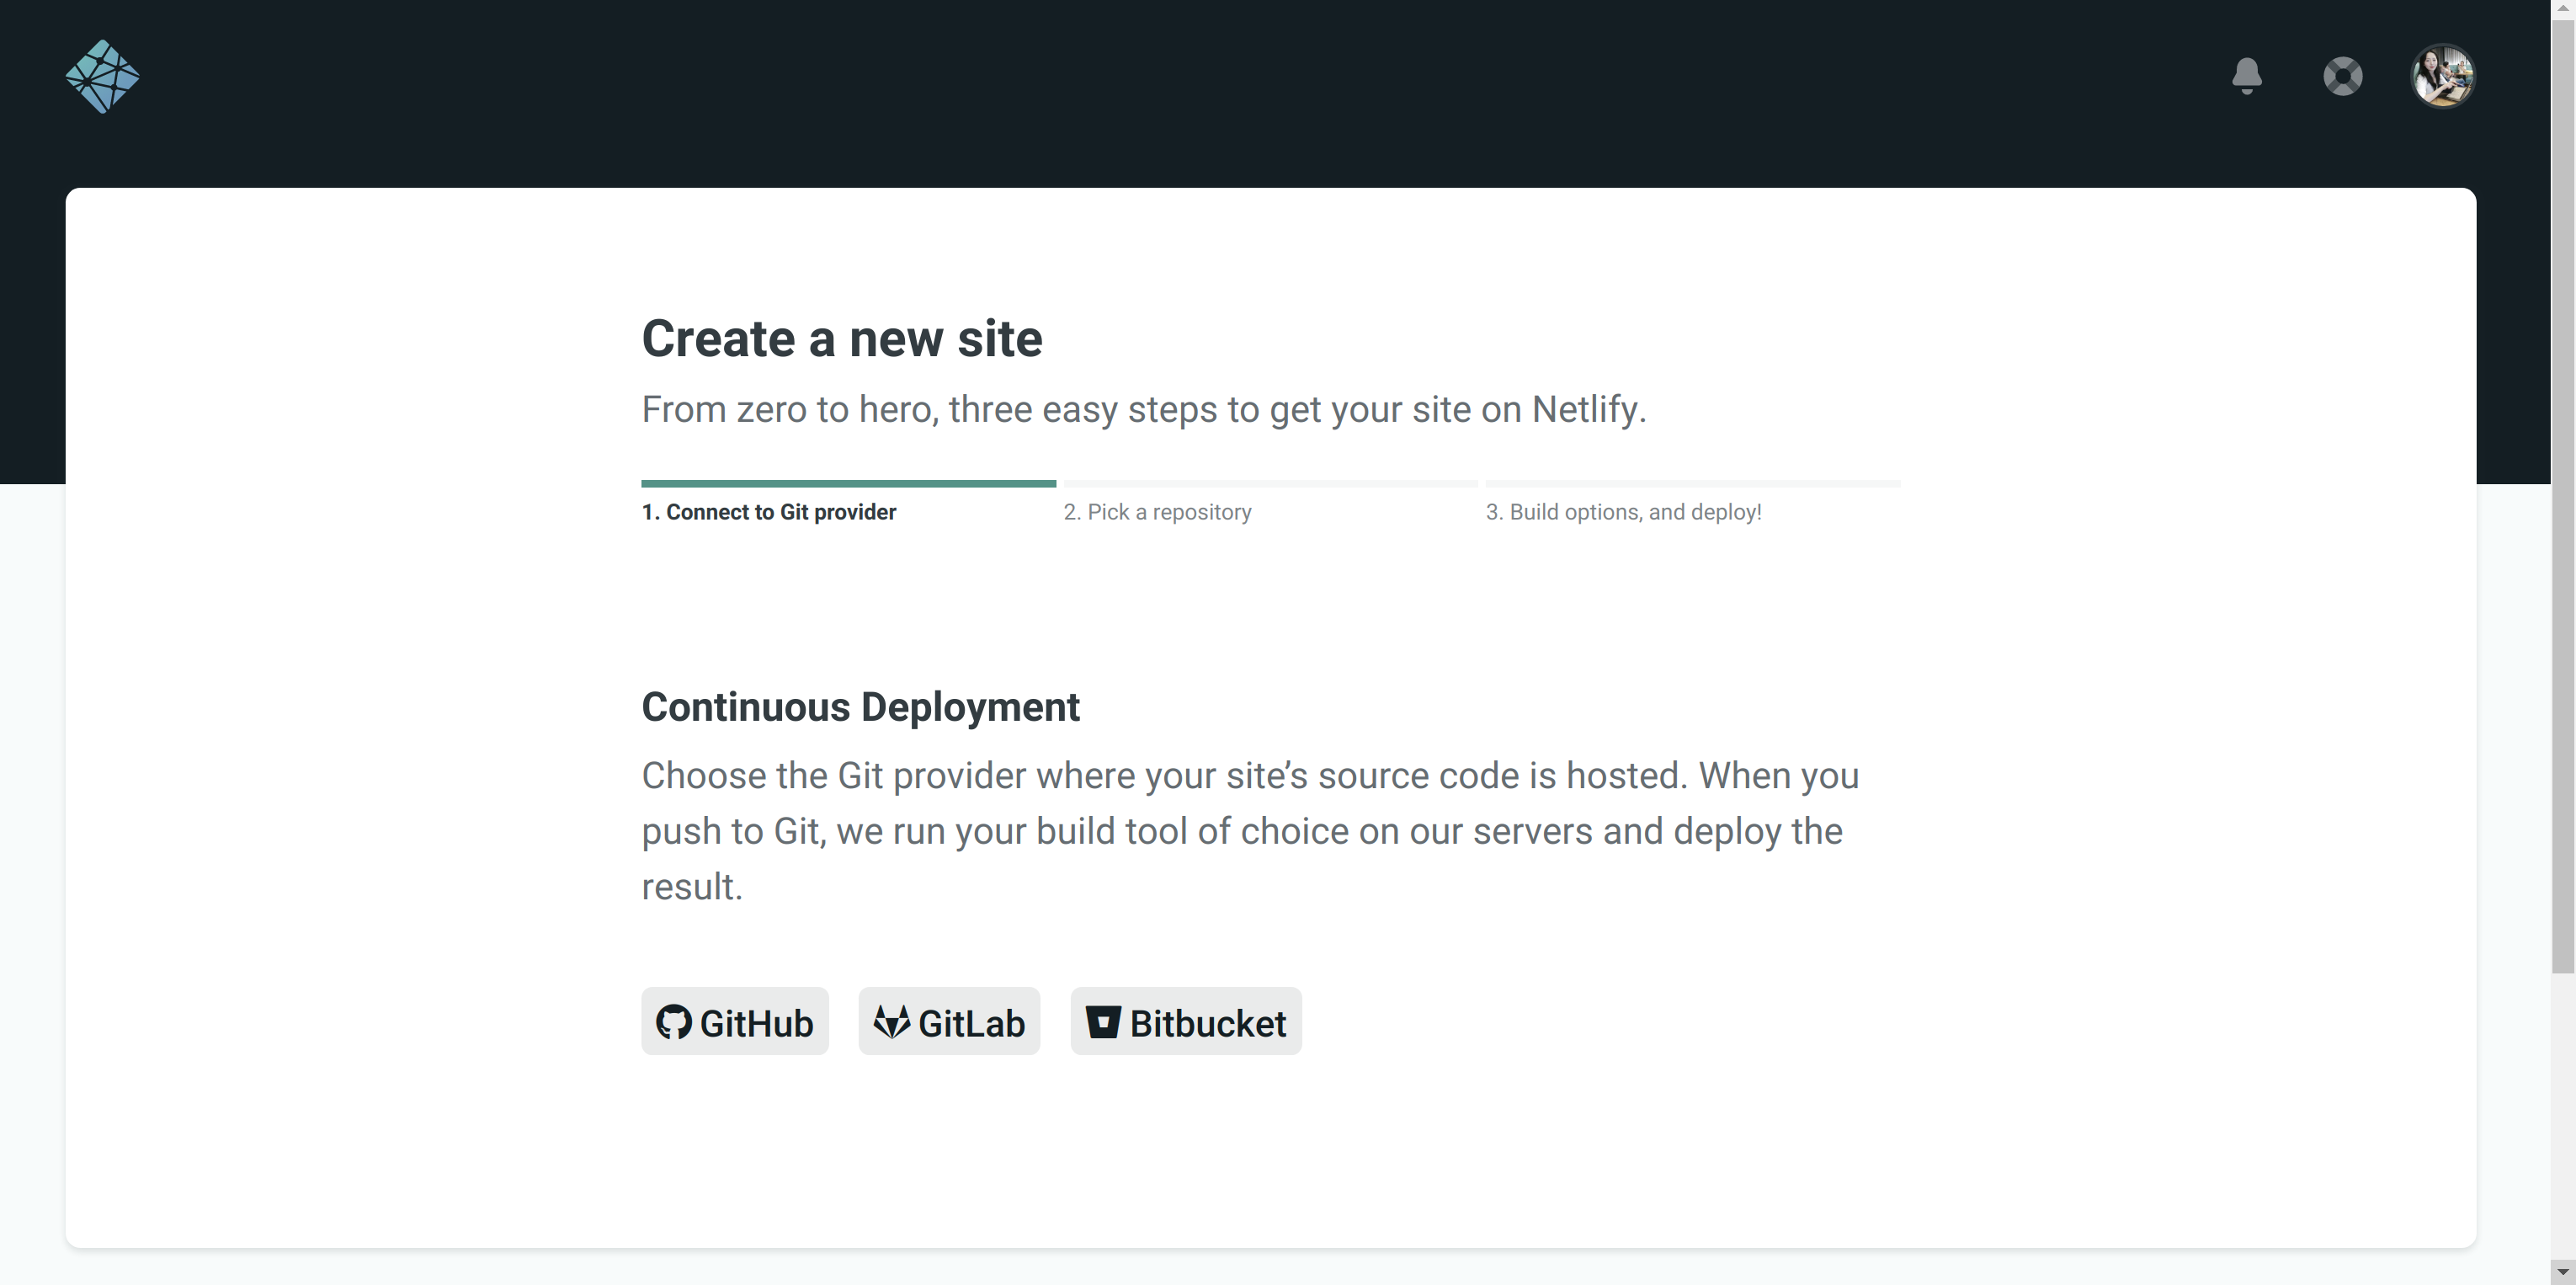 Create a new site
From zero to hero, three easy steps to get your site on Netlify.
1. Connect to Git provider
2. Pick a repository
3. Build options, and deploy!
Continuous Deployment
Choose the Git provider where your site’s source code is hosted. When you
push to Git, we run your build tool of choice on our servers and deploy the
result.
GitHub
GitLab
Bitbucket